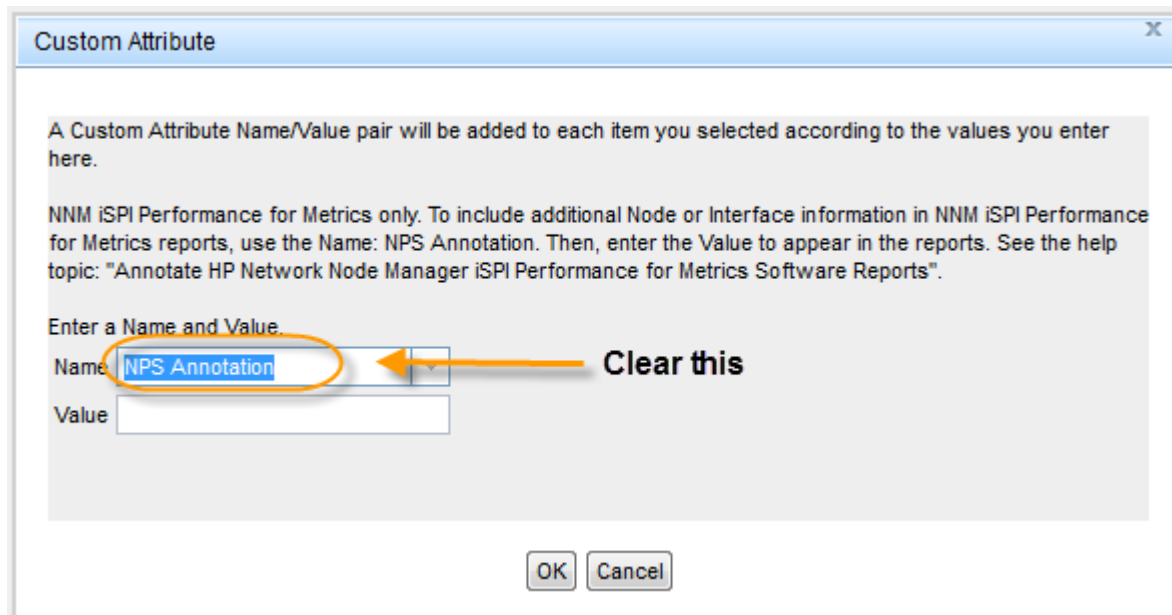 Custom Attribute
x
A Custom Attribute Name/Value pair will be added to each item you selected according to the values you enter
here.
NNM iSPI Performance for Metrics only. To include additional Node or Interface information in NNM iSPI Performance
for Metrics reports, use the Name: NPS Annotation. Then, enter the Value to appear in the reports. See the help
topic: "Annotate HP Network Node Manager iSPI Performance for Metrics Software Reports".
Enter a Name and Value.
Name NPS Annotation Clear this
Value
OK Cancel